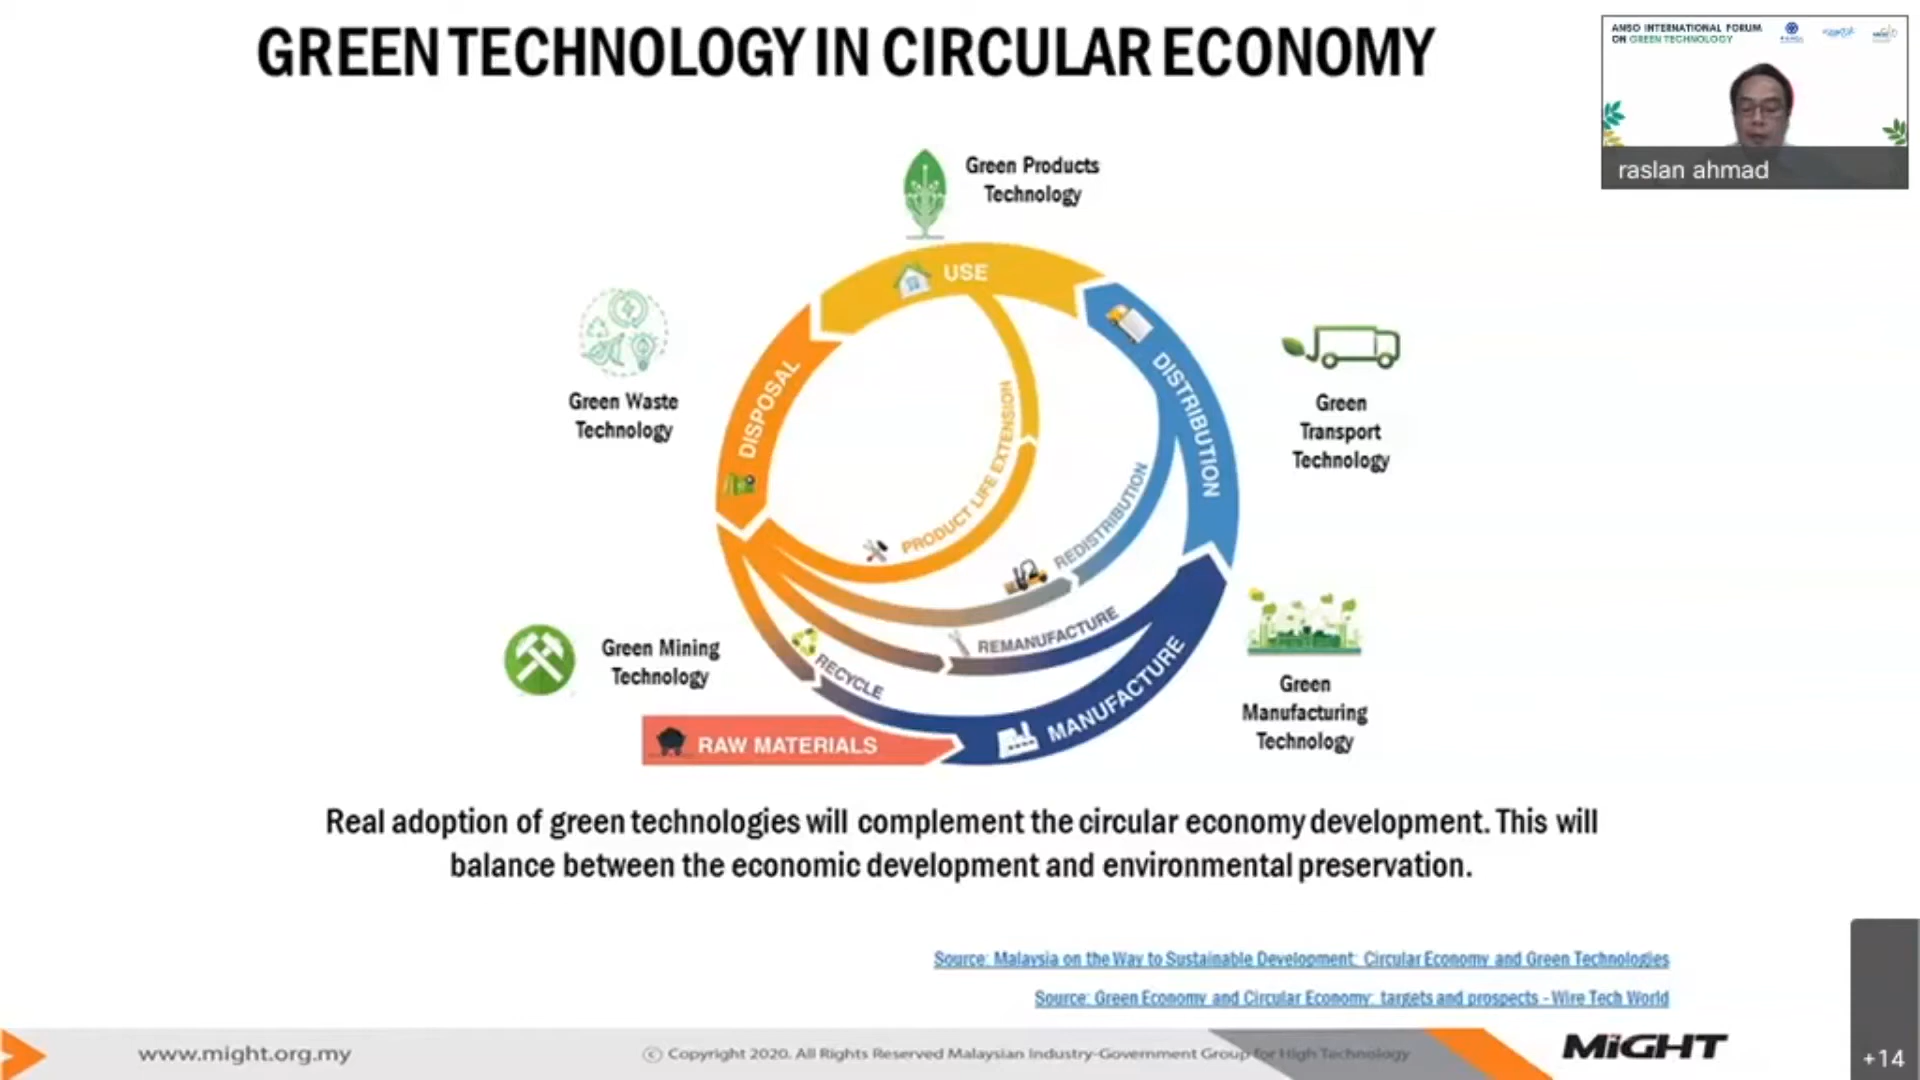 GREEN TECHNOLOGY IN CIRCULAR ECONOMY
ANSO INTERNATIONAL FORUM
ON GREEN TECHNOLOGY
raslan ahmad
Green Products
Technology
USE
DISTRIBUTION
DISPOSAL
Green Waste
Technology
Green
Transport
Technology
PRODUCT LIFE EXTENSION
REDISTRIBUTION
REMANUFACTURE
RECYCLE
MANUFACTURE
Green Mining
Technology
RAW MATERIALS
Green
Manufacturing
Technology
Real adoption of green technologies will complement the circular economy development. This will
balance between the economic development and environmental preservation.
Source: Malaysia on the Way to Sustainable Development: Circular Economy and Green Technologies
Source: Green Economy and Circular Economy: targets and prospects - Wire Tech World
www.might.org.my
© Copyright 2020. All Rights Reserved Malaysian Industry-Government Group for High Technology
MiGHT
+14